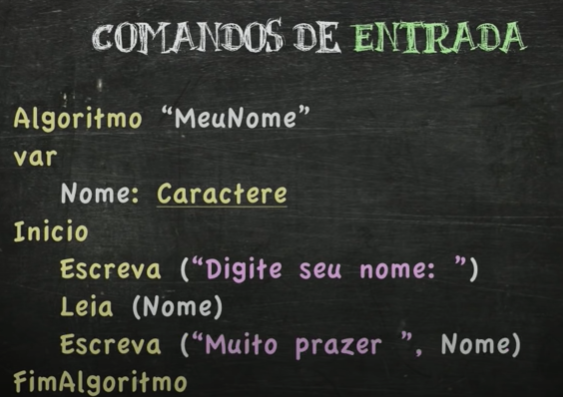 COMANDOS DE ENTRADA
Algoritmo “MeuNome”
var
Nome: Caractere
Inicio
Escreva (“Digite seu nome: ”)
Leia (Nome)
Escreva (“Muito prazer ”, Nome)
FimAlgoritmo